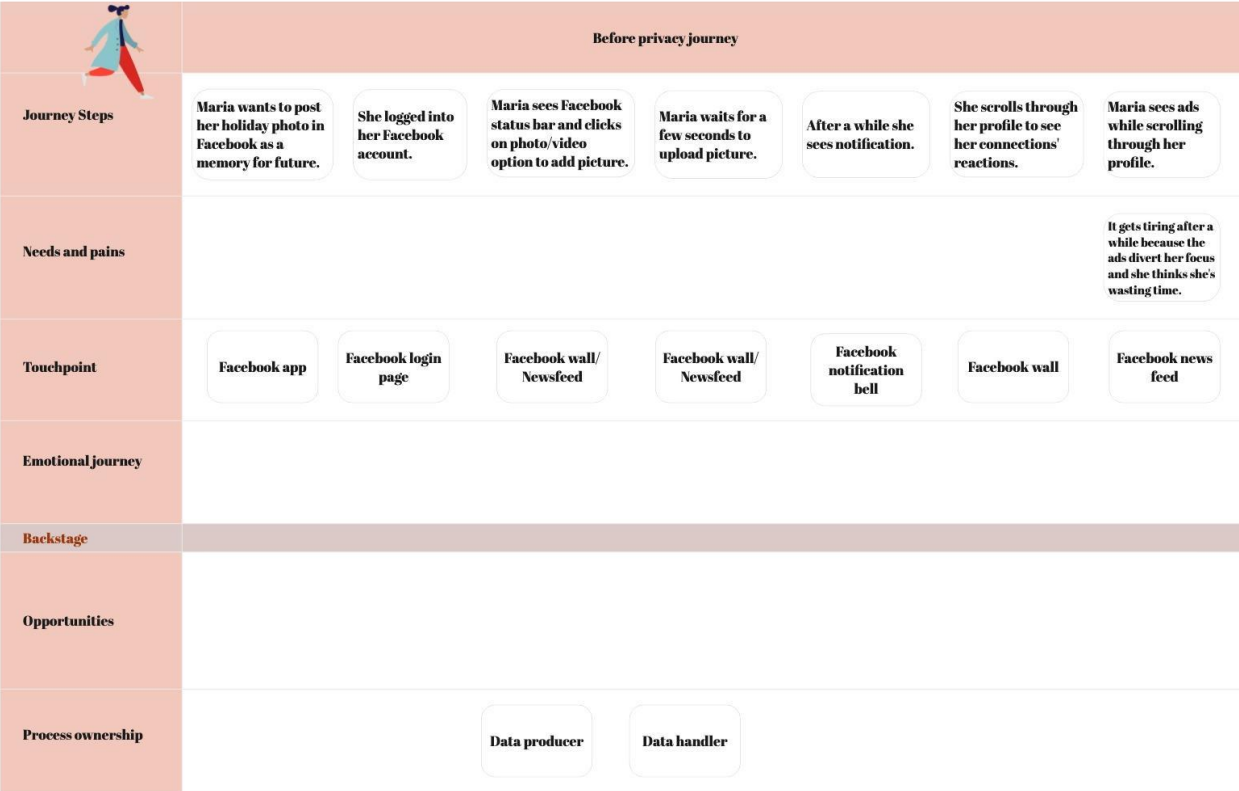 Before privacy journey
Journey Steps
Maria wants to post
her holiday photo in
Facebook as a
memory for future.
She logged into
her Facebook
account.
Maria sees Facebook
status bar and clicks
on photo/video
option to add picture.
Maria waits for a
few seconds to
upload picture.
After a while she
sees notification.
She scrolls through
her profile to see
her connections'
reactions.
Maria sees ads
while scrolling
through her
profile.
Needs and pains
It gets tiring after a
while because the
ads divert her focus
and she thinks she's
wasting time.
Touchpoint
Facebook app
Facebook login
page
Facebook wall/
Newsfeed
Facebook wall/
Newsfeed
Facebook
notification
bell
Facebook wall
Facebook news
feed
Emotional journey
Backstage
Opportunities
Process ownership
Data producer
Data handler